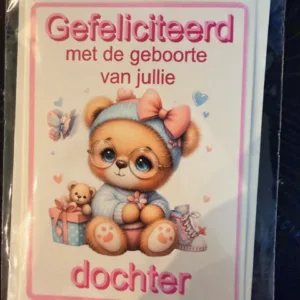 Gefeliciteerd
met de geboorte
van jullie
dochter